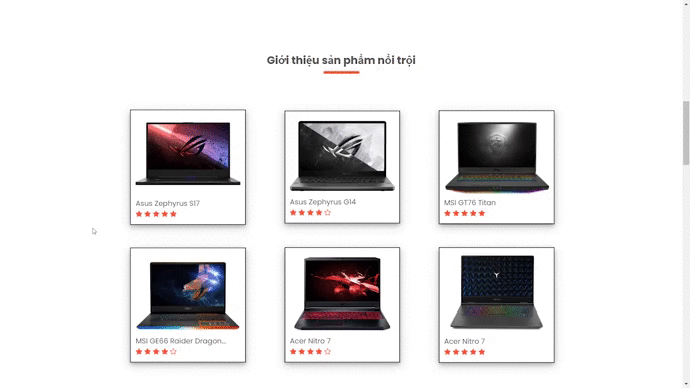 Giới thiệu sản phẩm nổi trội
Asus Zephyrus S17
Asus Zephyrus G14
MSI GT76 Titan
MSI GE66 Raider Dragon...
Acer Nitro 7
Acer Nitro 7